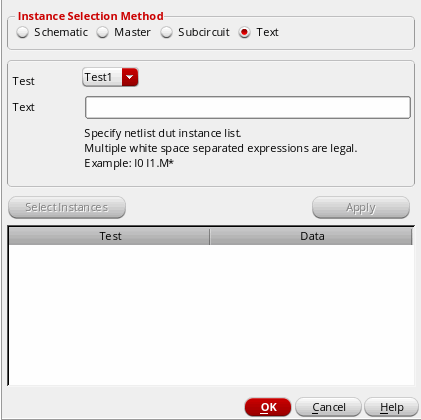 Instance Selection Method
Schematic Master Subcircuit Text
Test Test1
Text
Specify netlist dut instance list.
Multiple white space separated expressions are legal.
Example: I0 I1.M*
Select Instances Apply
Test Data
OK Cancel Help